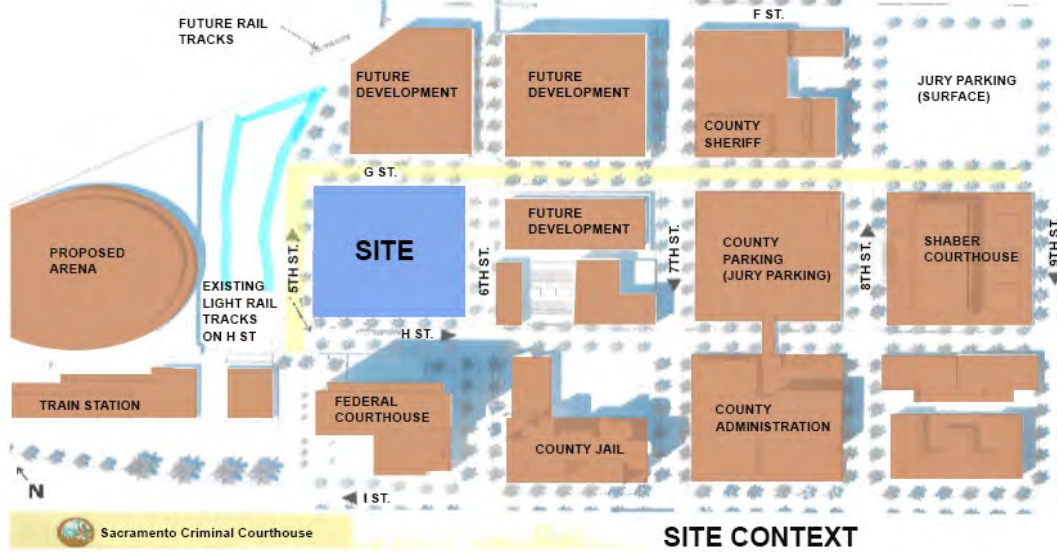 F ST.
FUTURE RAIL
TRACKS
FUTURE
DEVELOPMENT
FUTURE
DEVELOPMENT
JURY PARKING
(SURFACE)
COUNTY
SHERIFF
G ST.
5TH ST.
SITE
6TH ST.
FUTURE
DEVELOPMENT
7TH ST.
COUNTY
PARKING
(JURY PARKING)
8TH ST.
SHABER
COURTHOUSE
9TH ST.
PROPOSED
ARENA
EXISTING
LIGHT RAIL
TRACKS
ON H ST
H ST.
TRAIN STATION
FEDERAL
COURTHOUSE
COUNTY JAIL
COUNTY
ADMINISTRATION
N
I ST.
Sacramento Criminal Courthouse
SITE CONTEXT